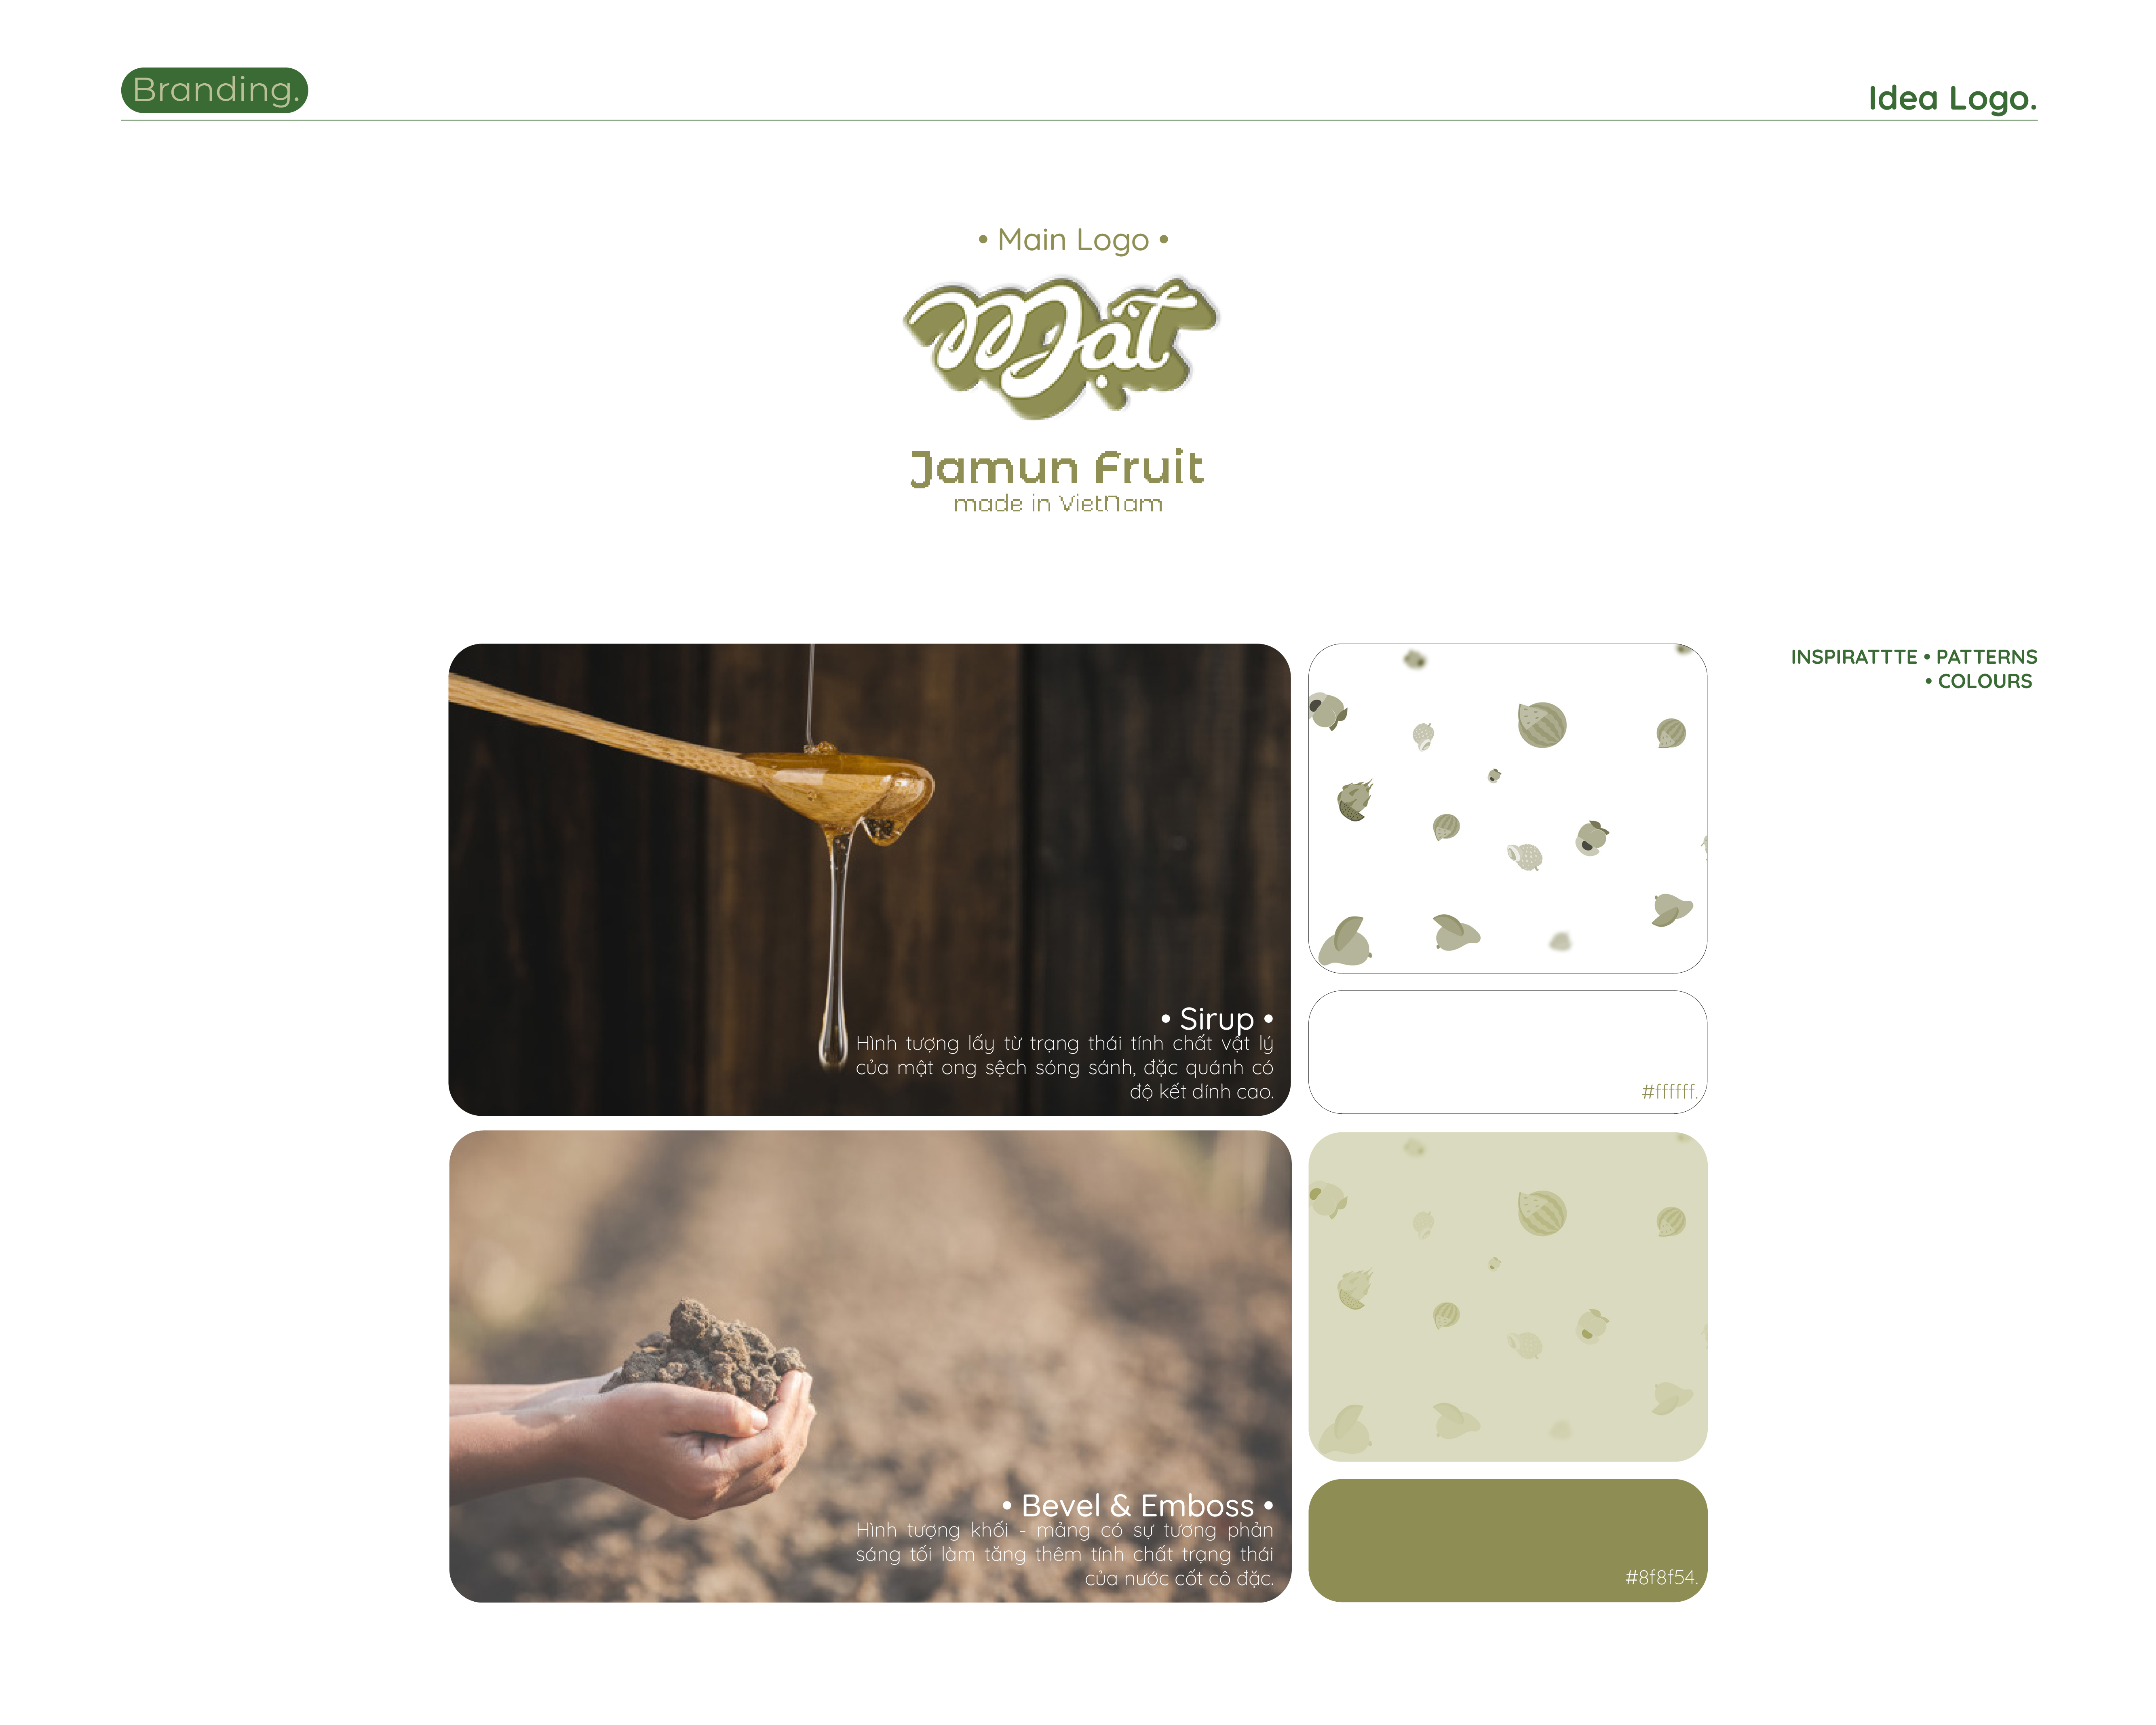 Branding.
Idea Logo.
• Main Logo •
Mật
Jamun Fruit
made in VietNam
INSPIRATTTE • PATTERNS
• COLOURS
• Sirup •
Hình tượng lấy từ trạng thái tính chất vật lý
của mật ong sệch sóng sánh, đặc quánh có
độ kết dính cao.
#ffffff.
• Bevel & Emboss •
Hình tượng khối - mảng có sự tương phản
sáng tối làm tăng thêm tính chất trạng thái
của nước cốt cô đặc.
#8f8f54.